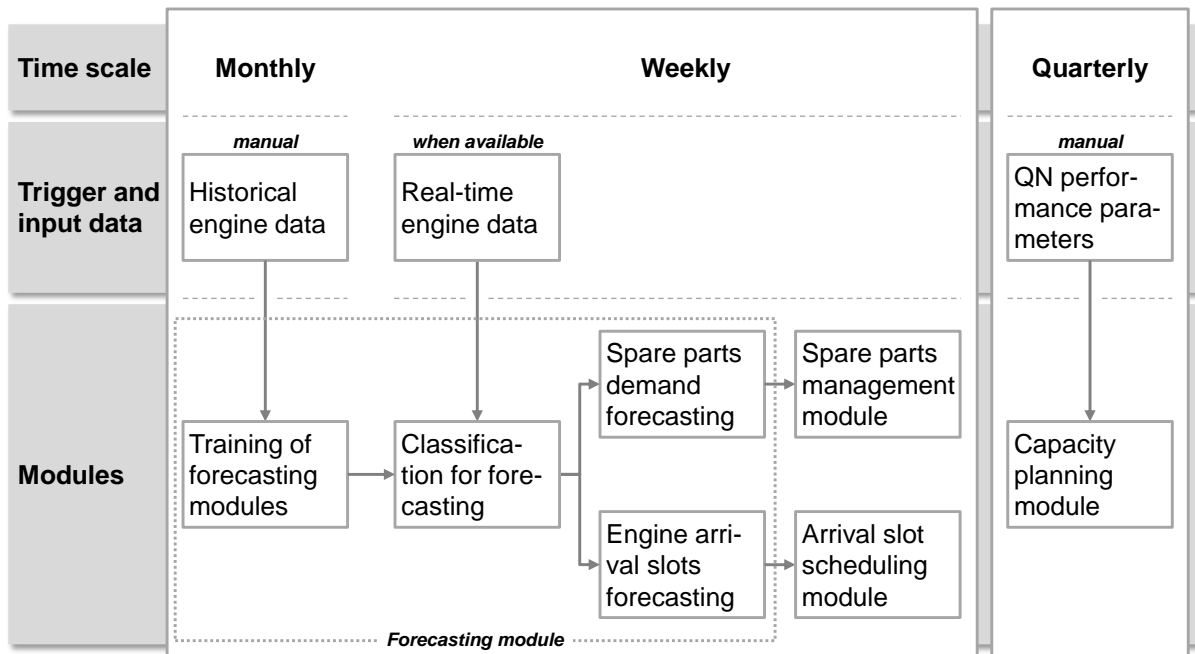 Time scale
Monthly
Weekly
Quarterly
Trigger and
input data
manual
Historical
engine data
when available
Real-time
engine data
manual
QN perfor-
mance para-
meters
Modules
Training of
forecasting
modules
Classifica-
tion for fore-
casting
Spare parts
demand
forecasting
Spare parts
management
module
Engine arri-
val slots
forecasting
Arrival slot
scheduling
module
Capacity
planning
module
Forecasting module